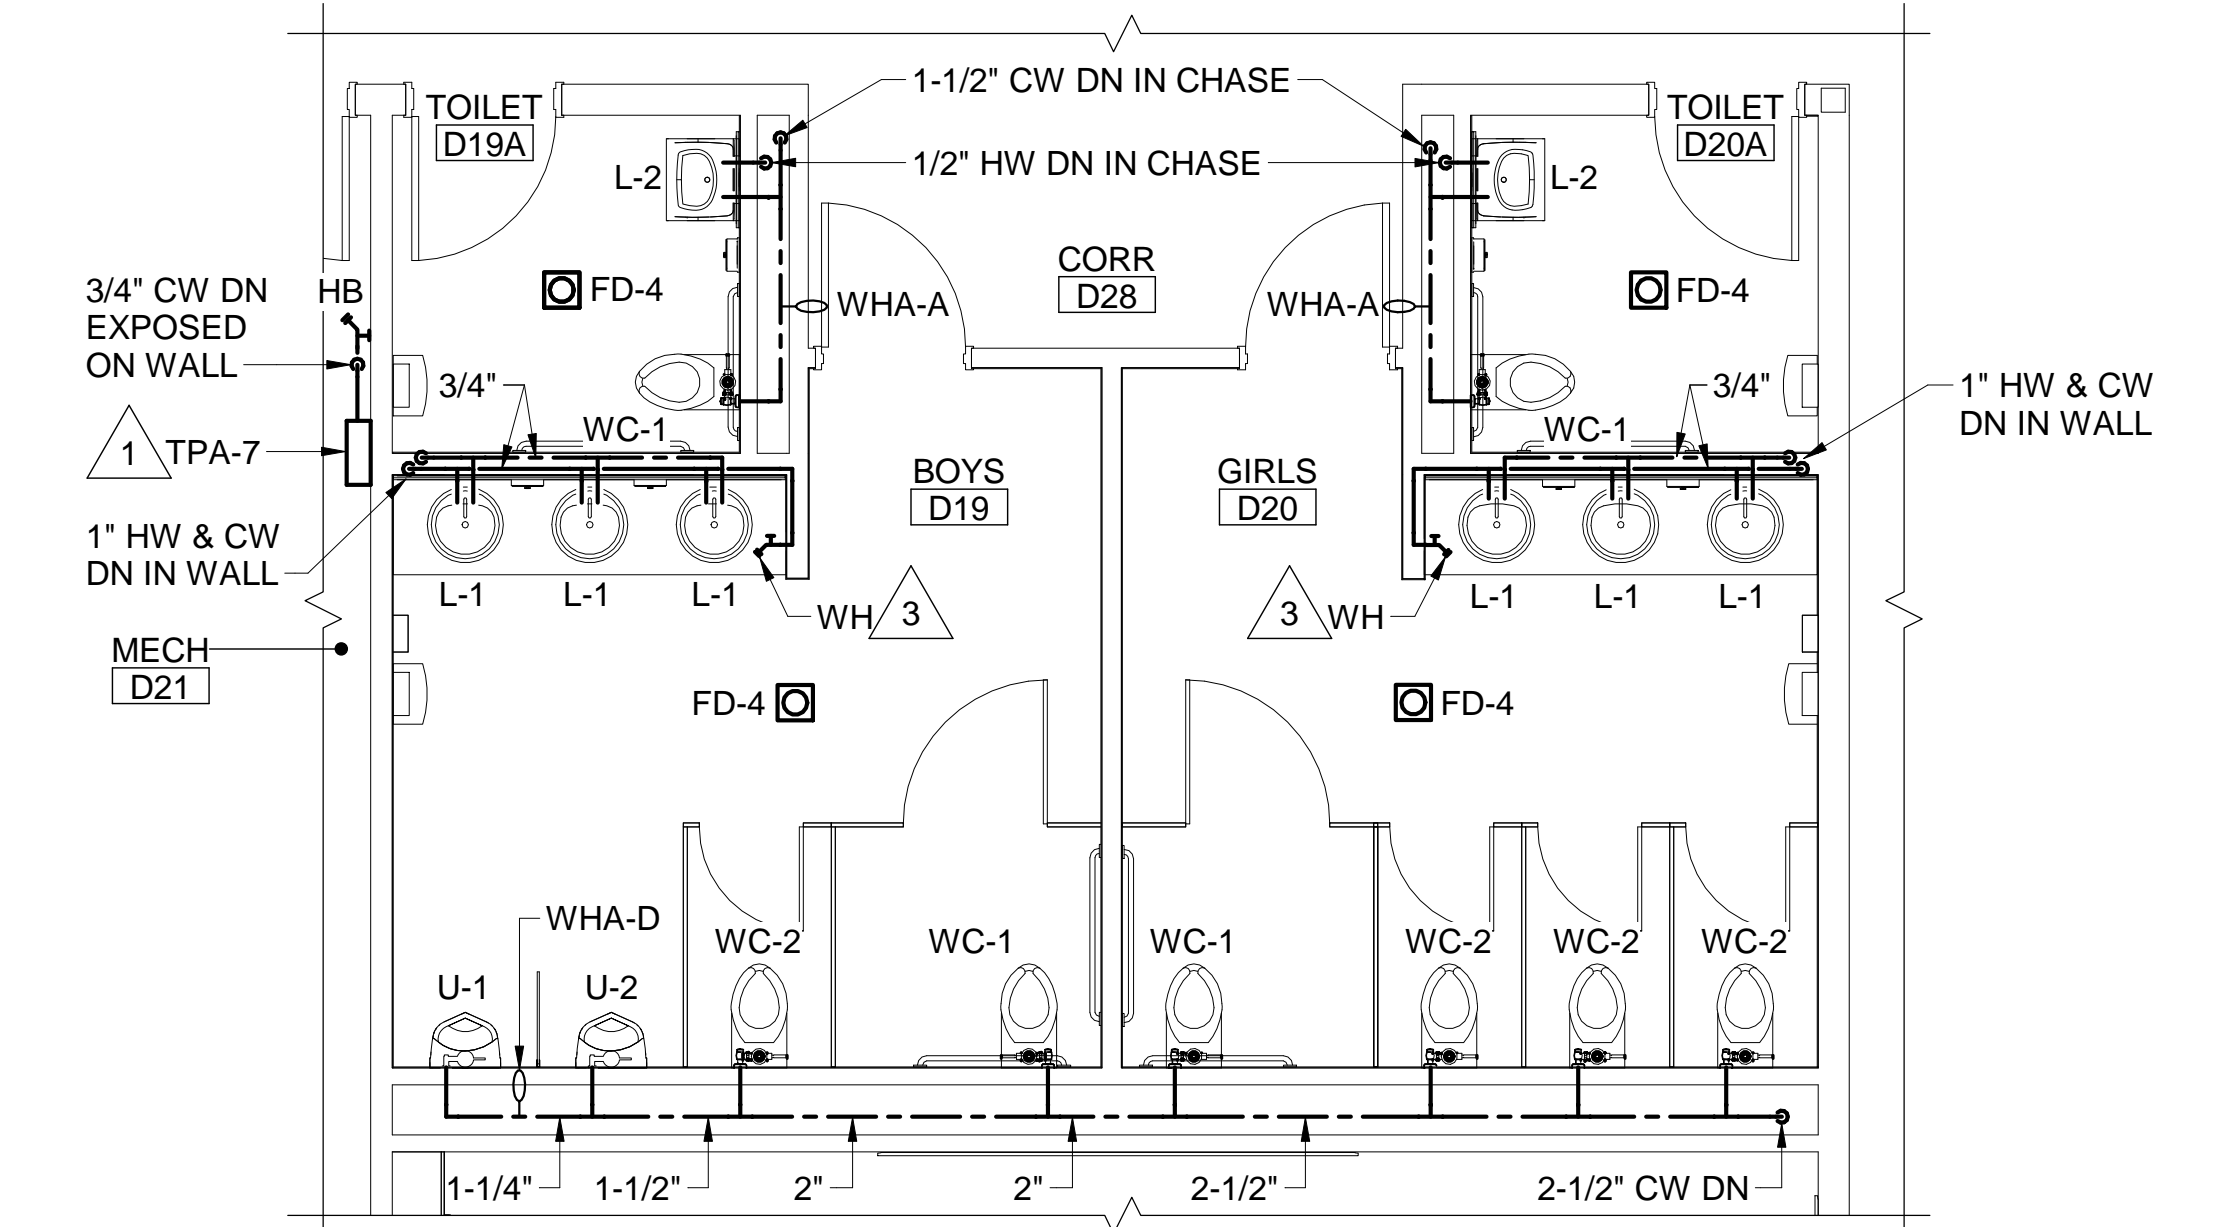 1-1/2" CW DN IN CHASE
TOILET
D19A
TOILET
D20A
1/2" HW DN IN CHASE
L-2
L-2
CORR
D28
3/4" CW DN
EXPOSED
ON WALL
HB
FD-4
WHA-A
WHA-A
FD-4
3/4"
3/4"
1" HW & CW
DN IN WALL
WC-1
WC-1
1
TPA-7
BOYS
D19
GIRLS
D20
1" HW & CW
DN IN WALL
L-1
L-1
L-1
L-1
L-1
L-1
WH
3
3
WH
MECH
D21
FD-4
FD-4
WHA-D
WC-2
WC-1
WC-1
WC-2
WC-2
WC-2
U-1
U-2
1-1/4"
1-1/2"
2"
2"
2-1/2"
2-1/2" CW DN